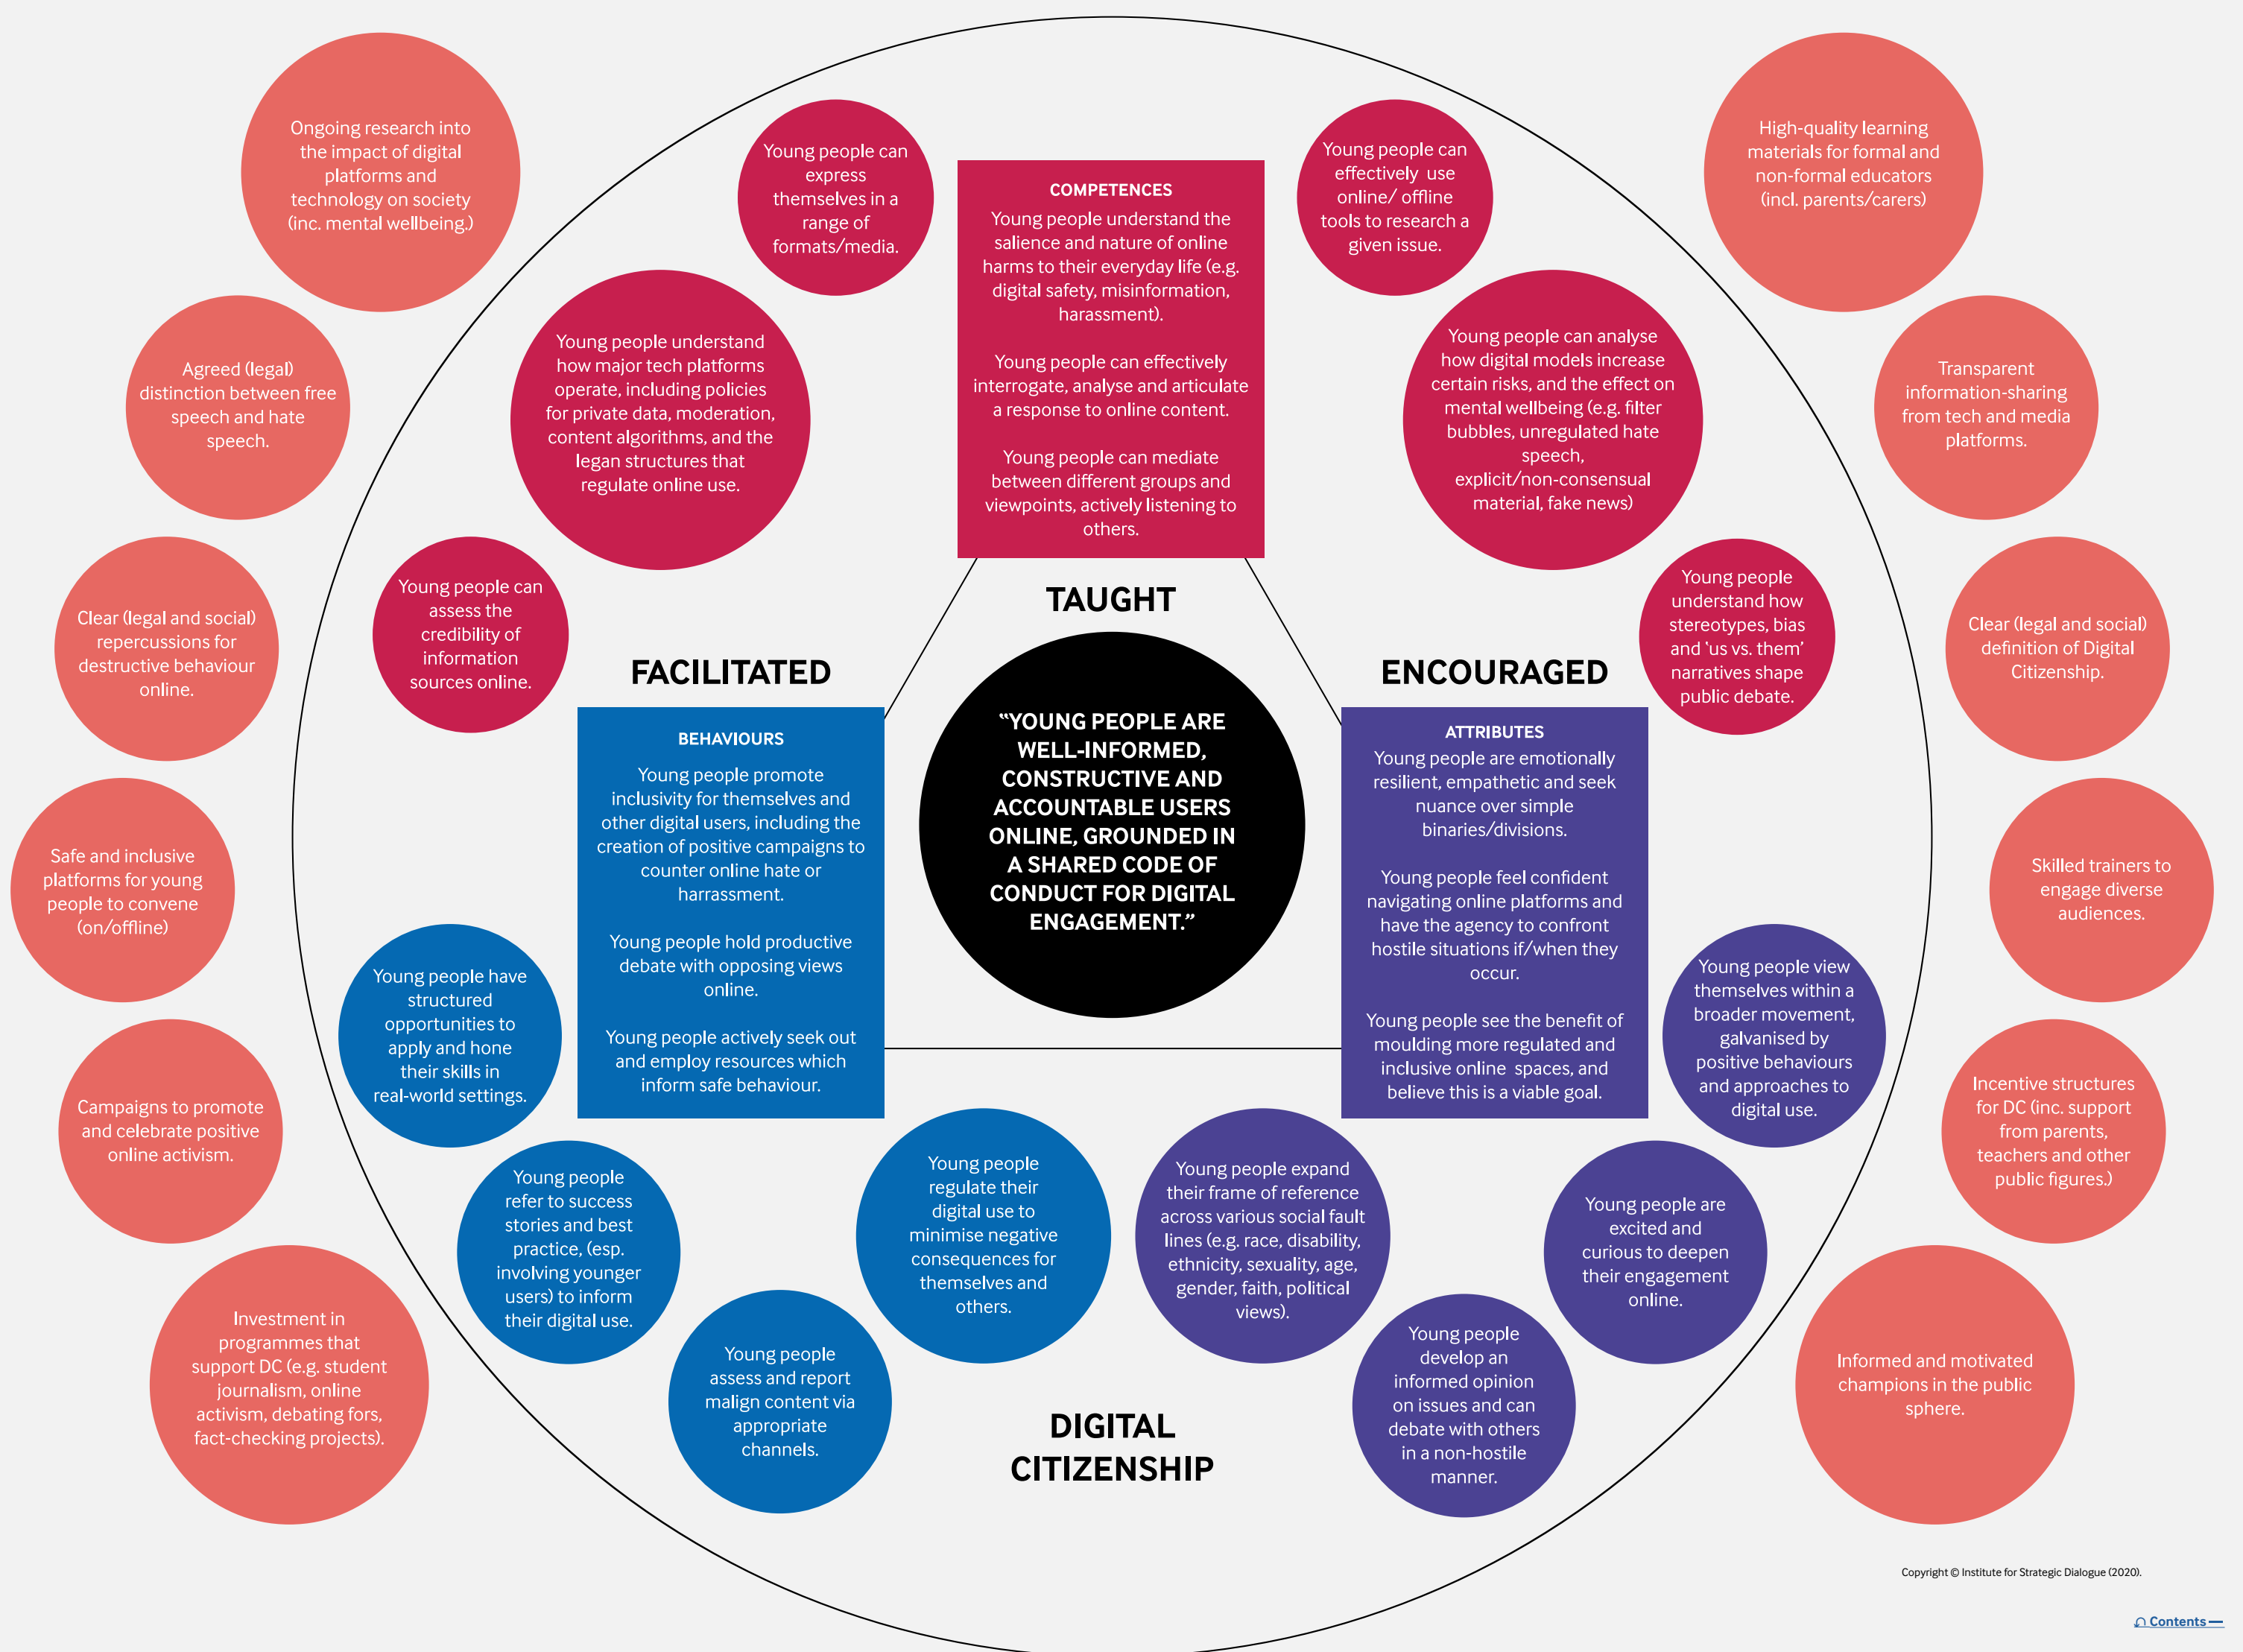 Ongoing research into
the impact of digital
platforms and
technology on society
(inc. mental wellbeing.)
Agreed (legal)
distinction between free
speech and hate
speech.
Clear (legal and social)
repercussions for
destructive behaviour
online.
Safe and inclusive
platforms for young
people to convene
(on/offline)
Campaigns to promote
and celebrate positive
online activism.
Investment in
programmes that
support DC (e.g. student
journalism, online
activism, debating fors,
fact-checking projects).
Young people can
express
themselves in a
range of
formats/media.
Young people understand
how major tech platforms
operate, including policies
for private data, moderation,
content algorithms, and the
legan structures that
regulate online use.
Young people can
assess the
credibility of
information
sources online.
COMPETENCES
Young people understand the
salience and nature of online
harms to their everyday life (e.g.
digital safety, misinformation,
harassment).
Young people can effectively
interrogate, analyse and articulate
a response to online content.
Young people can mediate
between different groups and
viewpoints, actively listening to
others.
Young people can
effectively use
online/ offline
tools to research a
given issue.
Young people can analyse
how digital models increase
certain risks, and the effect on
mental wellbeing (e.g. filter
bubbles, unregulated hate
speech,
explicit/non-consensual
material, fake news)
Young people
understand how
stereotypes, bias
and ‘us vs. them’
narratives shape
public debate.
TAUGHT
FACILITATED
ENCOURAGED
BEHAVIOURS
Young people promote
inclusivity for themselves and
other digital users, including the
creation of positive campaigns to
counter online hate or
harrassment.
Young people hold productive
debate with opposing views
online.
Young people actively seek out
and employ resources which
inform safe behaviour.
“YOUNG PEOPLE ARE
WELL-INFORMED,
CONSTRUCTIVE AND
ACCOUNTABLE USERS
ONLINE, GROUNDED IN
A SHARED CODE OF
CONDUCT FOR DIGITAL
ENGAGEMENT.”
ATTRIBUTES
Young people are emotionally
resilient, empathetic and seek
nuance over simple
binaries/divisions.
Young people feel confident
navigating online platforms and
have the agency to confront
hostile situations if/when they
occur.
Young people see the benefit of
moulding more regulated and
inclusive online spaces, and
believe this is a viable goal.
Young people have
structured
opportunities to
apply and hone
their skills in
real-world settings.
Young people
refer to success
stories and best
practice, (esp.
involving younger
users) to inform
their digital use.
Young people
assess and report
malign content via
appropriate
channels.
Young people
regulate their
digital use to
minimise negative
consequences for
themselves and
others.
Young people expand
their frame of reference
across various social fault
lines (e.g. race, disability,
ethnicity, sexuality, age,
gender, faith, political
views).
Young people
develop an
informed opinion
on issues and can
debate with others
in a non-hostile
manner.
Young people are
excited and
curious to deepen
their engagement
online.
Young people view
themselves within a
broader movement,
galvanised by
positive behaviours
and approaches to
digital use.
DIGITAL
CITIZENSHIP
High-quality learning
materials for formal and
non-formal educators
(incl. parents/carers)
Transparent
information-sharing
from tech and media
platforms.
Clear (legal and social)
definition of Digital
Citizenship.
Skilled trainers to
engage diverse
audiences.
Incentive structures
for DC (inc. support
from parents,
teachers and other
public figures.)
Informed and motivated
champions in the public
sphere.
Copyright © Institute for Strategic Dialogue (2020).
Contents —